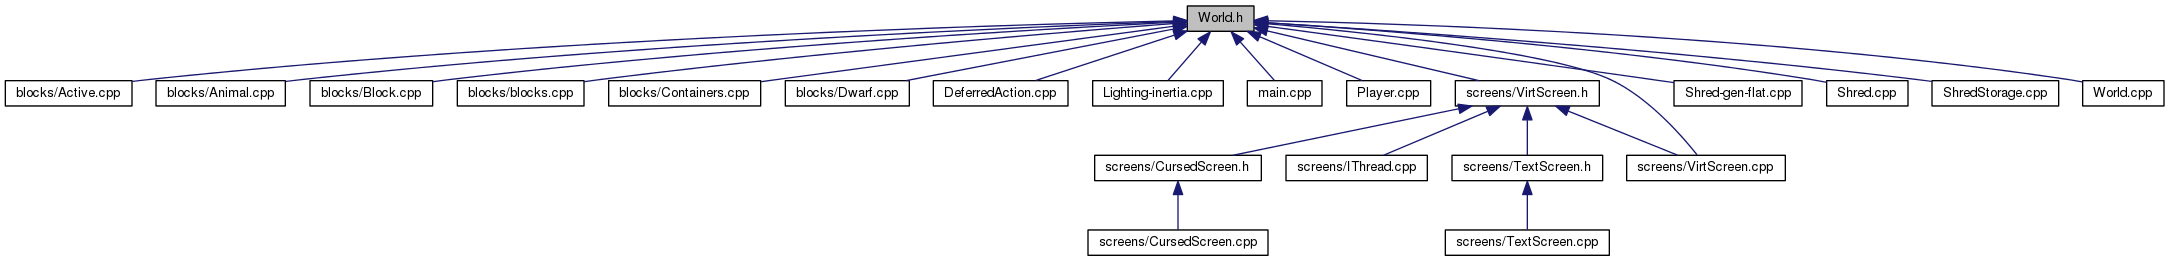 World.h
blocks/Active.cpp
blocks/Animal.cpp
blocks/Block.cpp
blocks/blocks.cpp
blocks/Containers.cpp
blocks/Dwarf.cpp
DeferredAction.cpp
Lighting-inertia.cpp
main.cpp
Player.cpp
screens/VirtScreen.h
Shred-gen-flat.cpp
Shred.cpp
ShredStorage.cpp
World.cpp
screens/CursedScreen.h
screens/IThread.cpp
screens/TextScreen.h
screens/VirtScreen.cpp
screens/CursedScreen.cpp
screens/TextScreen.cpp